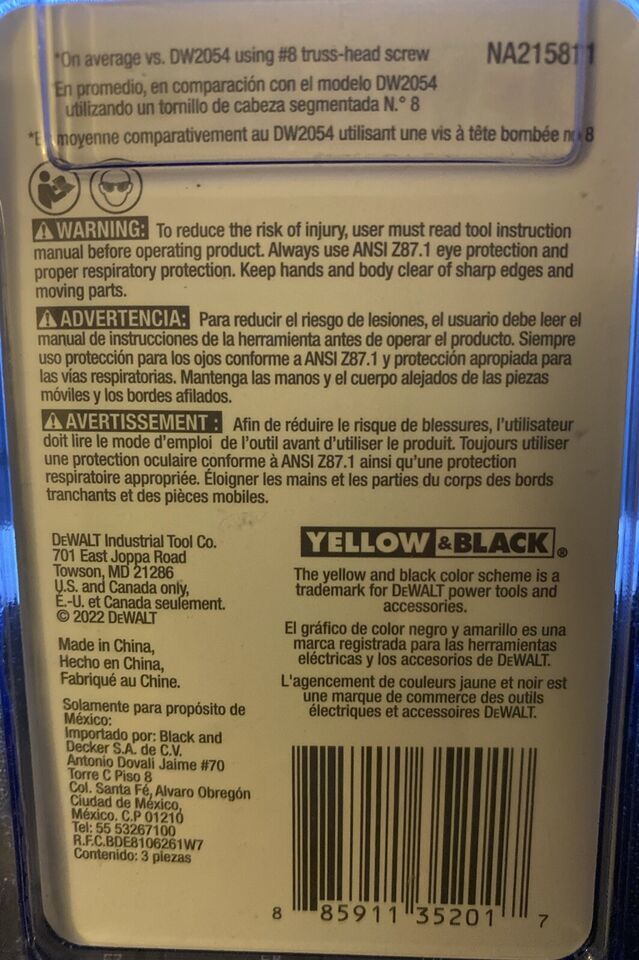 *On average vs. DW2054 using #8 truss-head screw
NA215811
En promedio, en comparación con el modelo DW2054
utilizando un tornillo de cabeza segmentada N.° 8
moyenne comparativement au DW2054 utilisant une vis à tête bombée no 8
WARNING: To reduce the risk of injury, user must read tool instruction
manual before operating product. Always use ANSI Z87.1 eye protection and
proper respiratory protection. Keep hands and body clear of sharp edges and
moving parts.
ADVERTENCIA: Para reducir el riesgo de lesiones, el usuario debe leer el
manual de instrucciones de la herramienta antes de operar el producto. Siempre
uso protección para los ojos conforme a ANSI Z87.1 y protección apropiada para
las vías respiratorias. Mantenga las manos y el cuerpo alejados de las piezas
móviles y los bordes afilados.
AVERTISSEMENT : Afin de réduire le risque de blessures, l'utilisateur
doit lire le mode d'emploi de l'outil avant d'utiliser le produit. Toujours utiliser
une protection oculaire conforme à ANSI Z87.1 ainsi qu'une protection
respiratoire appropriée. Éloigner les mains et les parties du corps des bords
tranchants et des pièces mobiles.
DEWALT Industrial Tool Co.
701 East Joppa Road
Towson, MD 21286
U.S. and Canada only,
É.-U. et Canada seulement.
© 2022 DEWALT
Made in China,
Hecho en China,
Fabriqué au Chine.
Solamente para propósito de
México:
Importado por: Black and
Decker S.A. de C.V.
Antonio Dovali Jaime #70
Torre C Piso 8
Col. Santa Fé, Alvaro Obregón
Ciudad de México,
México. C.P 01210
Tel: 55 53267100
R.F.C.BDE8106261W7
Contenido: 3 piezas
YELLOW &BLACK®
The yellow and black color scheme is a
trademark for DEWALT power tools and
accessories.
El gráfico de color negro y amarillo es una
marca registrada para las herramientas
eléctricas y los accesorios de DEWALT.
L'agencement de couleurs jaune et noir est
une marque de commerce des outils
électriques et accessoires DEWALT.
8 85911 35201 7